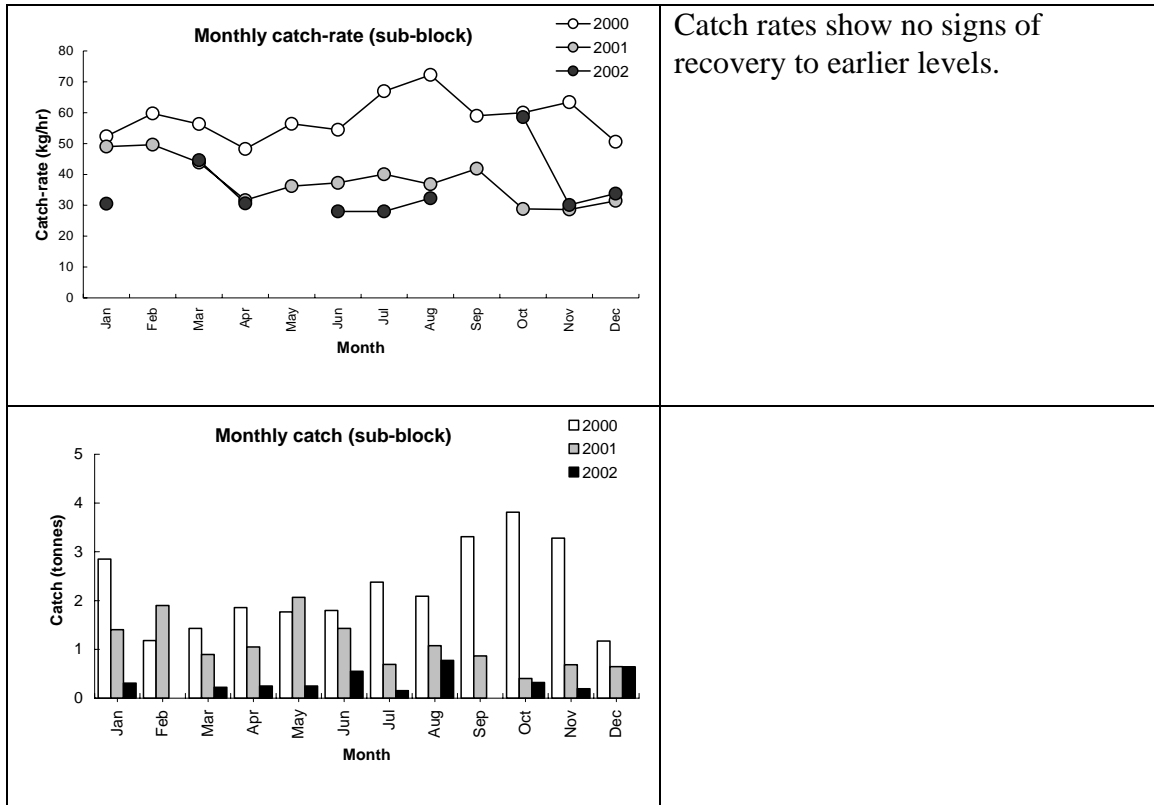 Monthly catch-rate (sub-block)
2000
2001
2002
80
70
60
50
40
30
20
10
0
Catch-rate (kg/hr)
Jan
Feb
Mar
Apr
May
Jun
Jul
Aug
Sep
Oct
Nov
Dec
Month
Catch rates show no signs of
recovery to earlier levels.
Monthly catch (sub-block)
2000
2001
2002
5
4
3
2
1
0
Catch (tonnes)
Jan
Feb
Mar
Apr
May
Jun
Jul
Aug
Sep
Oct
Nov
Dec
Month